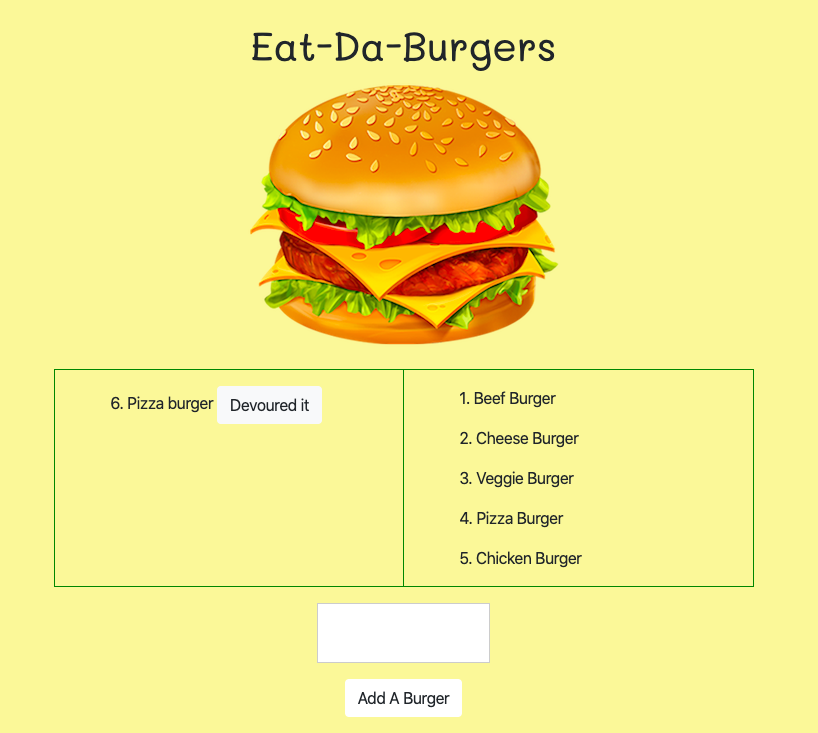 Eat-Da-Burgers
6. Pizza burger Devoured it
1. Beef Burger
2. Cheese Burger
3. Veggie Burger
4. Pizza Burger
5. Chicken Burger
Add A Burger